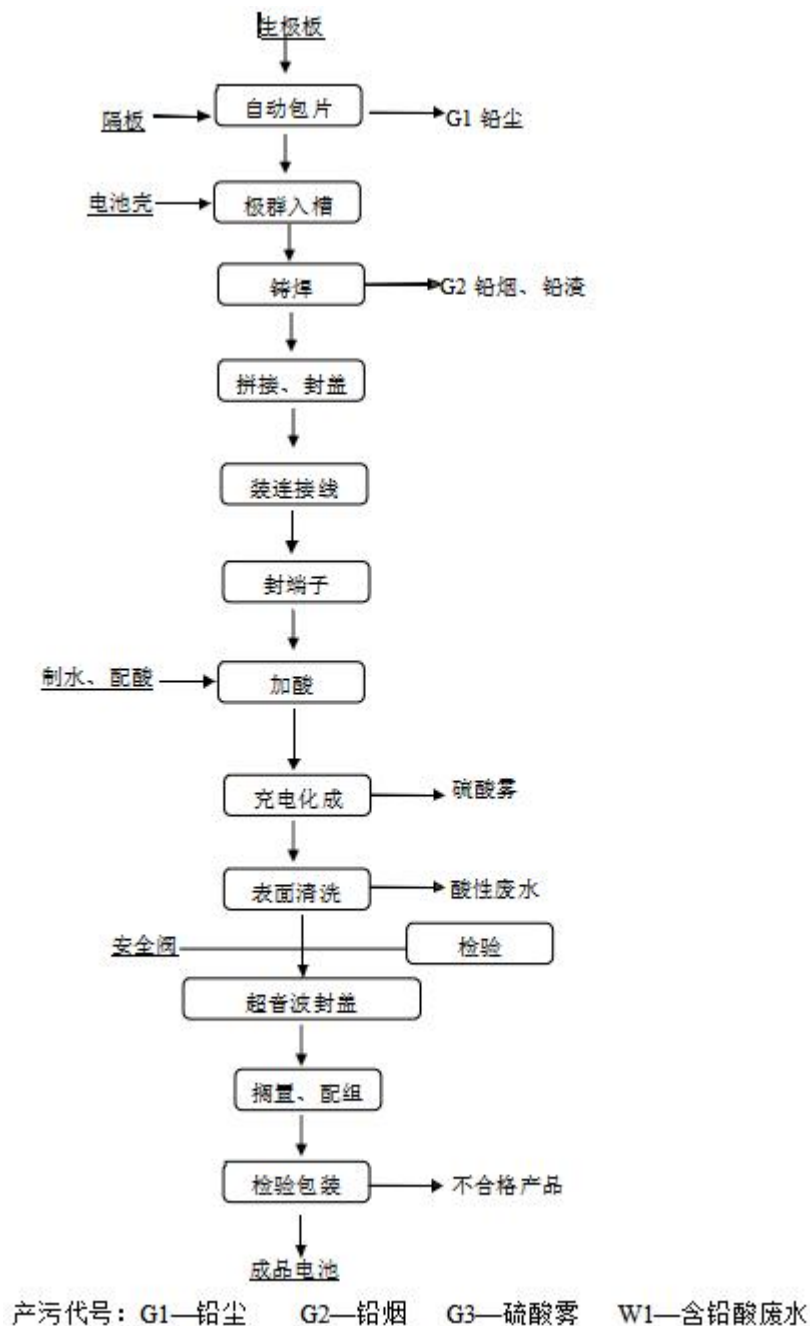 生极板
自动包片
隔板
G1 铅尘
电池壳
极群入槽
铸焊
G2 铅烟、铅渣
拼接、封盖
装连接线
封端子
制水、配酸
加酸
充电化成
硫酸雾
表面清洗
酸性废水
安全阀
检验
超音波封盖
搁置、配组
检验包装
不合格产品
成品电池
产污代号：G1—铅尘 G2—铅烟 G3—硫酸雾 W1—含铅酸废水